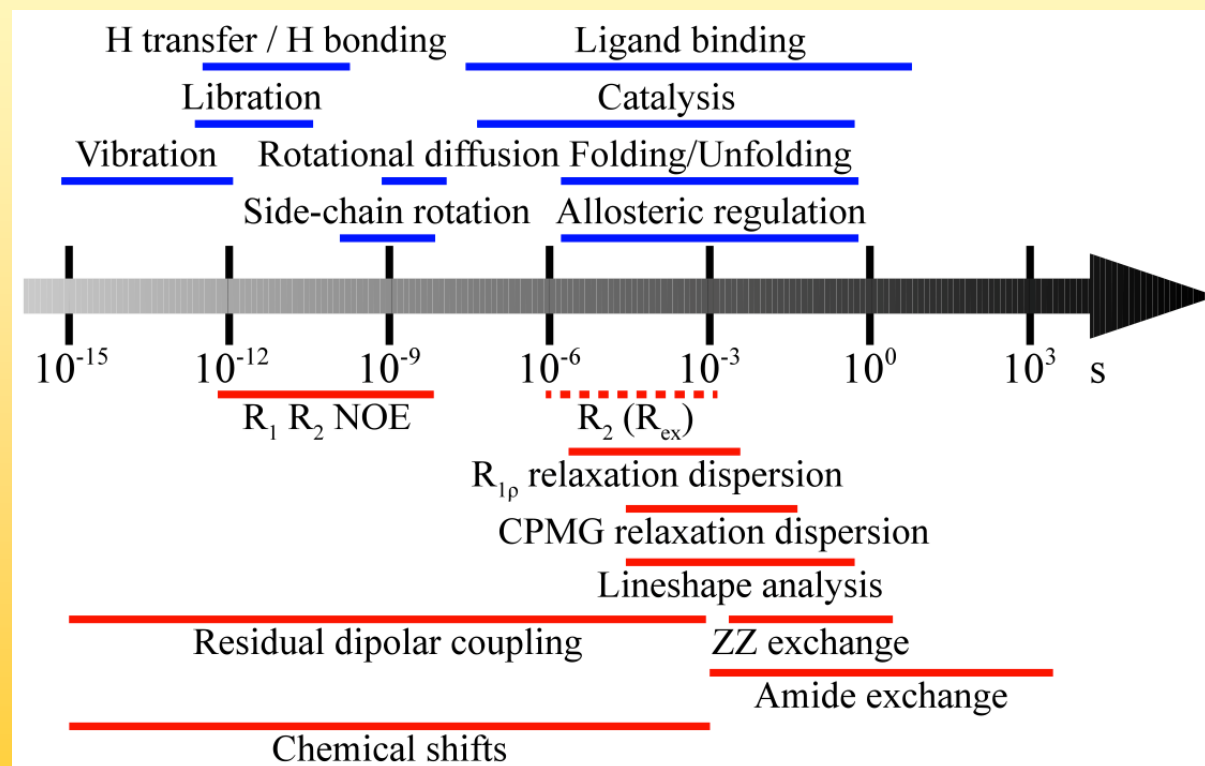 H transfer / H bonding
Ligand binding
Libration
Catalysis
Vibration
Rotational diffusion
Folding/Unfolding
Side-chain rotation
Allosteric regulation
10⁻¹⁵ 10⁻¹² 10⁻⁹ 10⁻⁶ 10⁻³ 10⁰ 10³ s
R₁ R₂ NOE
R₂ (Rₑₓ)
R₁ᵨ relaxation dispersion
CPMG relaxation dispersion
Lineshape analysis
Residual dipolar coupling
ZZ exchange
Amide exchange
Chemical shifts